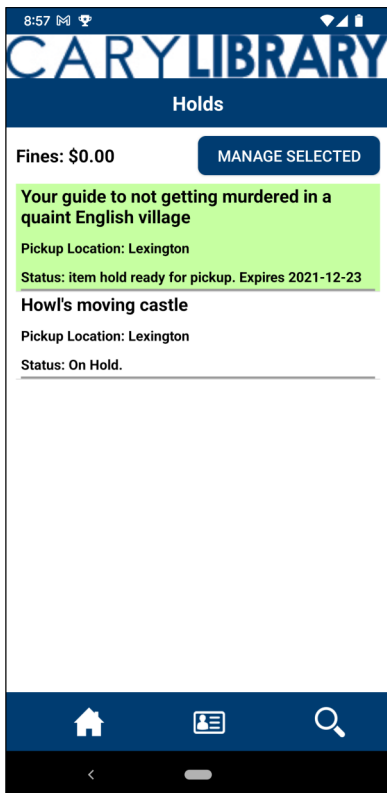 8:57
CARYLIBRARY
Holds
Fines: $0.00
MANAGE SELECTED
Your guide to not getting murdered in a
quaint English village
Pickup Location: Lexington
Status: item hold ready for pickup. Expires 2021-12-23
Howl's moving castle
Pickup Location: Lexington
Status: On Hold.